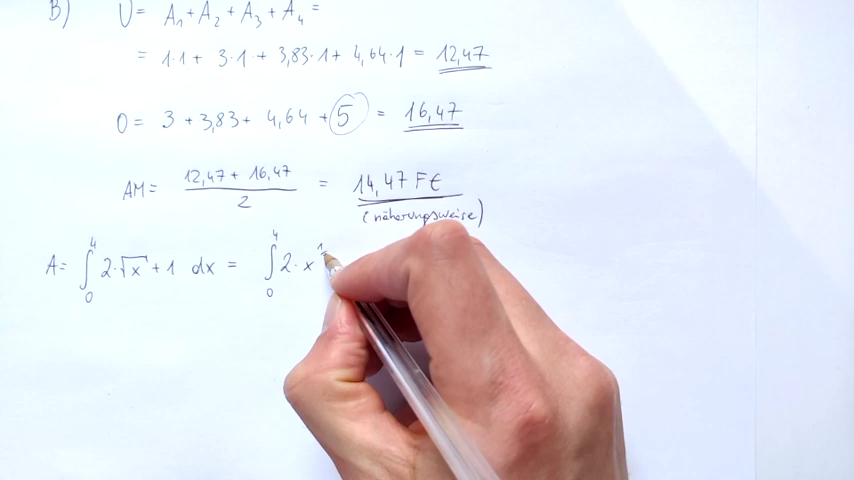 B) U = A₁ + A₂ + A₃ + A₄ =
= 1·1 + 3·1 + 3,83·1 + 4,64·1 = 12,47
O = 3 + 3,83 + 4,64 + 5 = 16,47
AM = (12,47 + 16,47)/2 = 14,47 FE
(näherungsweise)
A = ∫₀⁴ 2·√x + 1 dx = ∫₀⁴ 2·x¹